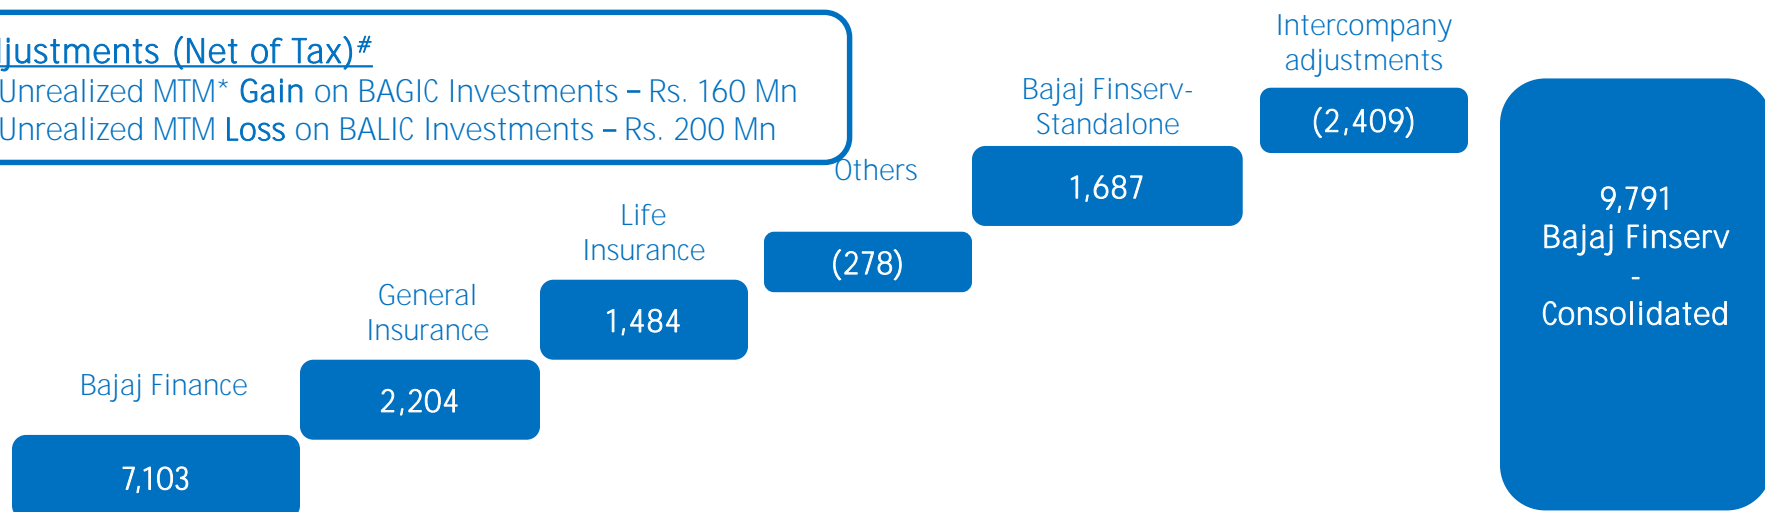 djustments (Net of Tax)#
Unrealized MTM* Gain on BAGIC Investments – Rs. 160 Mn
Unrealized MTM Loss on BALIC Investments – Rs. 200 Mn
Bajaj Finance
7,103
General
Insurance
2,204
Life
Insurance
1,484
Others
(278)
Bajaj Finserv-
Standalone
1,687
Intercompany
adjustments
(2,409)
9,791
Bajaj Finserv
-
Consolidated